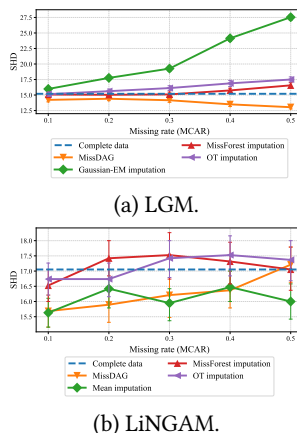 27.5
25.0
22.5
20.0
17.5
15.0
12.5
SHD
0.1 0.2 0.3 0.4 0.5
Missing rate (MCAR)
Complete data
MissDAG
Gaussian-EM imputation
MissForest imputation
OT imputation
(a) LGM.
18.0
17.5
17.0
16.5
16.0
15.5
SHD
0.1 0.2 0.3 0.4 0.5
Missing rate (MCAR)
Complete data
MissDAG
Mean imputation
MissForest imputation
OT imputation
(b) LiNGAM.